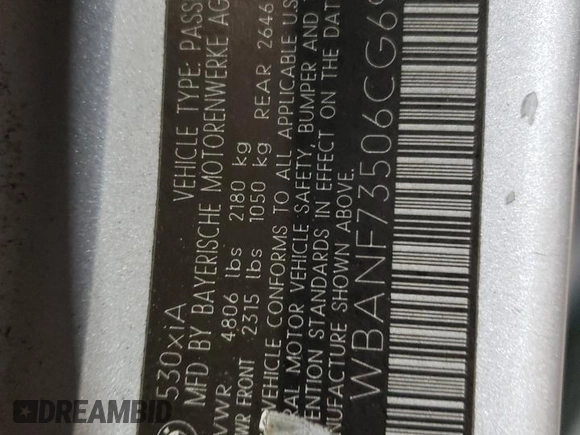 530xiA VEHICLE TYPE: PASS
MFD BY BAYERISCHE MOTORENWERKE AG
4806 lbs 2180 kg
FRONT 2315 lbs 1050 kg REAR 2646
VEHICLE CONFORMS TO ALL APPLICABLE
MOTOR VEHICLE SAFETY, BUMPER AND
STANDARDS IN EFFECT ON THE DAT
SHOWN ABOVE.
WBANF73506CG6
DREAMBID